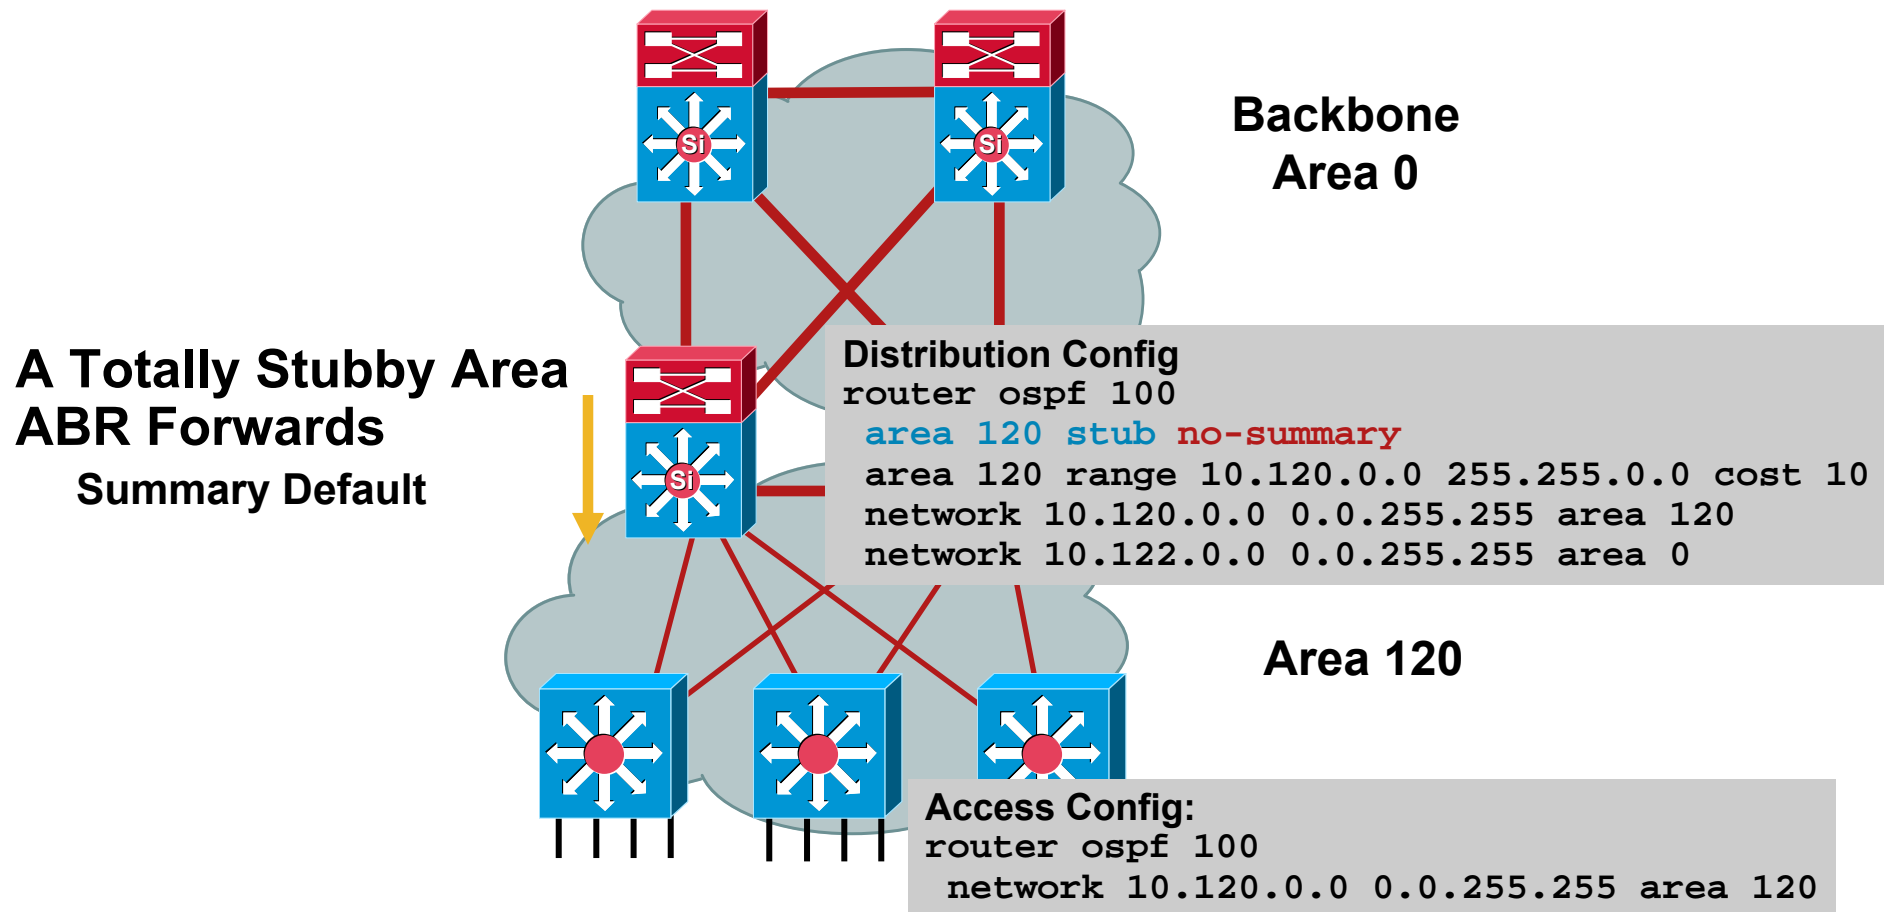 Si
Si
Backbone
Area 0
A Totally Stubby Area
ABR Forwards
Summary Default
Si
Distribution Config
router ospf 100
area 120 stub no-summary
area 120 range 10.120.0.0 255.255.0.0 cost 10
network 10.120.0.0 0.0.255.255 area 120
network 10.122.0.0 0.0.255.255 area 0
Area 120
Access Config:
router ospf 100
network 10.120.0.0 0.0.255.255 area 120